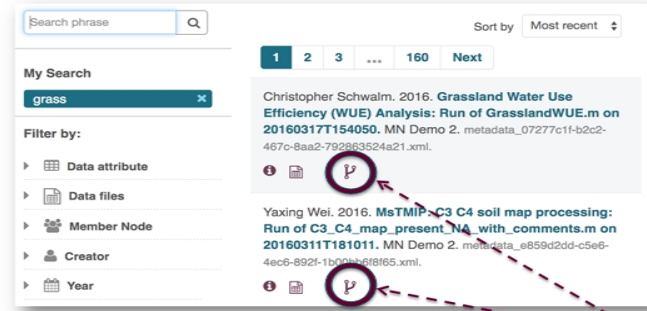 Search phrase
Sort by Most recent
1 2 3 ... 160 Next
My Search
grass
Filter by:
Data attribute
Data files
Member Node
Creator
Year
Christopher Schwalm. 2016. Grassland Water Use
Efficiency (WUE) Analysis: Run of GrasslandWUE.m on
20160317T154050. MN Demo 2. metadata_07277c1f-b2c2-
467c-8aa2-792863524a21.xml.
Yaxing Wei. 2016. MsTMIP: C3 C4 soil map processing:
Run of C3_C4_map_present_NA_with_comments.m on
20160311T181011. MN Demo 2. metadata_e859d2dd-c5e6-
4ec6-892f-1b09bb6f8f65.xml.